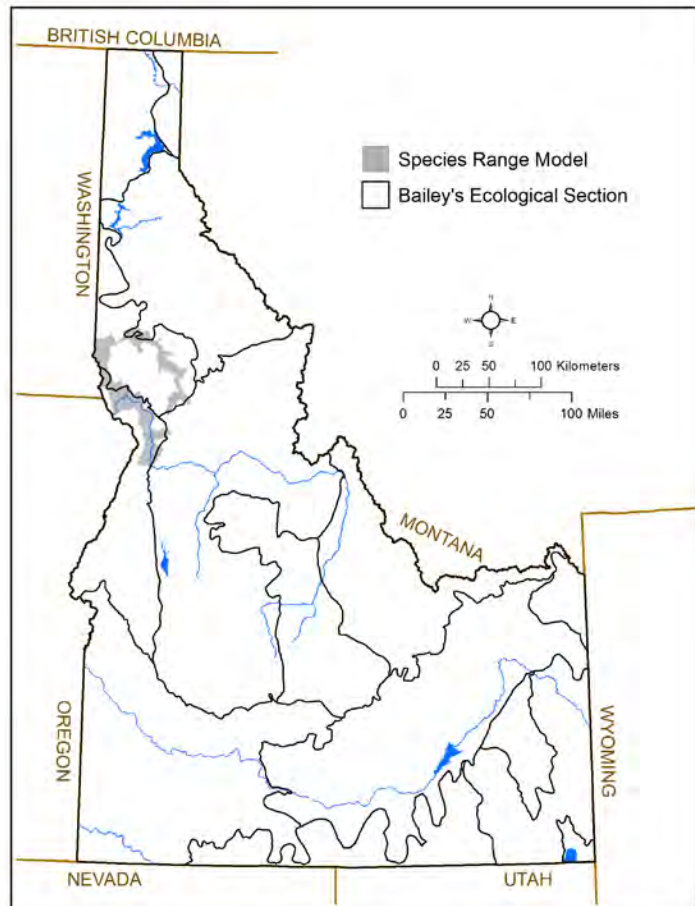 BRITISH COLUMBIA
WASHINGTON
Species Range Model
Bailey's Ecological Section
N
W E
S
0 25 50 100 Kilometers
0 25 50 100 Miles
MONTANA
OREGON
WYOMING
NEVADA UTAH